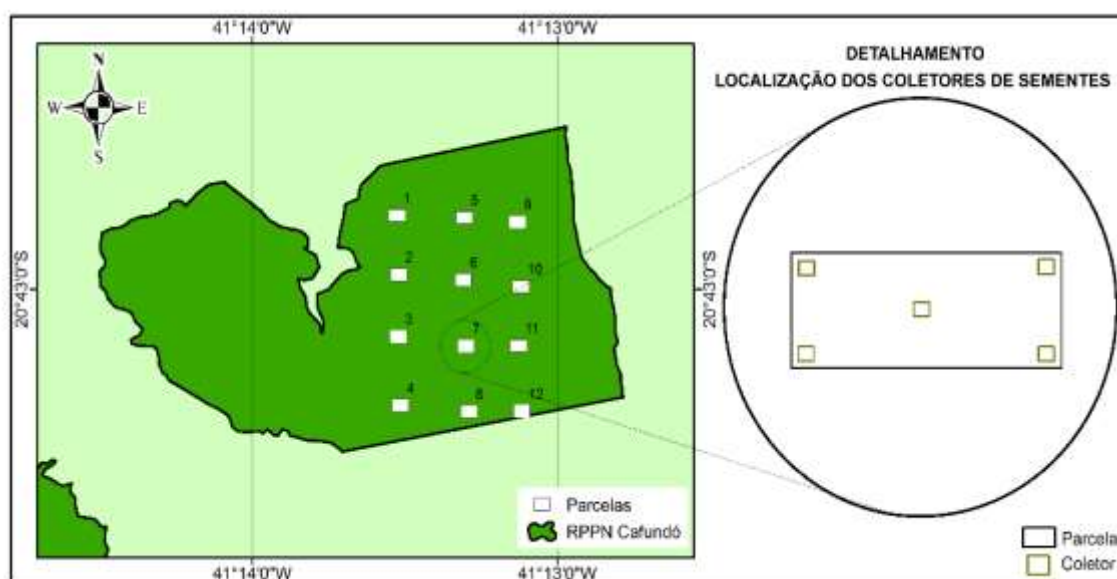 41°14'0"W 41°13'0"W
N
W E
S
DETALHAMENTO
LOCALIZAÇÃO DOS COLETORES DE SEMENTES
1 5
2 6 10
3 7 11
4 8 12
20°43'0"S 20°43'0"S
Parcelas
RPPN Cafundó
41°14'0"W 41°13'0"W
Parcela
Coletor